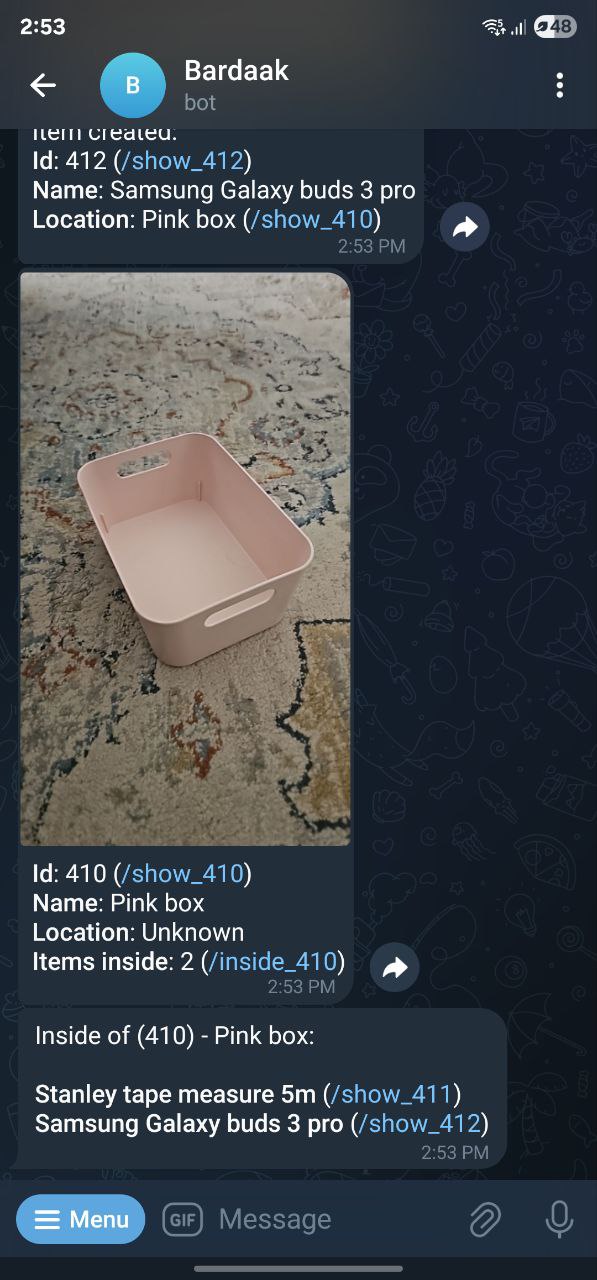 2:53
48
B
Bardaak
bot
Item created:
Id: 412 (/show_412)
Name: Samsung Galaxy buds 3 pro
Location: Pink box (/show_410)
2:53 PM
Id: 410 (/show_410)
Name: Pink box
Location: Unknown
Items inside: 2 (/inside_410)
2:53 PM
Inside of (410) - Pink box:
Stanley tape measure 5m (/show_411)
Samsung Galaxy buds 3 pro (/show_412)
2:53 PM
Menu
GIF
Message